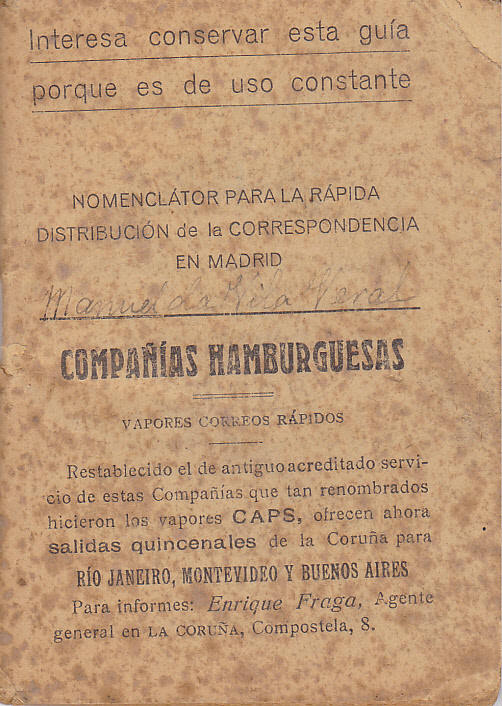 Interesa conservar esta guía
porque es de uso constante
NOMENCLÁTOR PARA LA RÁPIDA
DISTRIBUCIÓN de la CORRESPONDENCIA
EN MADRID
Manuel da Vila Veral
COMPAÑÍAS HAMBURGUESAS
VAPORES CORREOS RÁPIDOS
Restablecido el de antiguo acreditado servi-
cio de estas Compañías que tan renombrados
hicieron los vapores CAPS, ofrecen ahora
salidas quincenales de la Coruña para
RÍO JANEIRO, MONTEVIDEO Y BUENOS AIRES
Para informes: Enrique Fraga, Agente
general en LA CORUÑA, Compostela, 8.